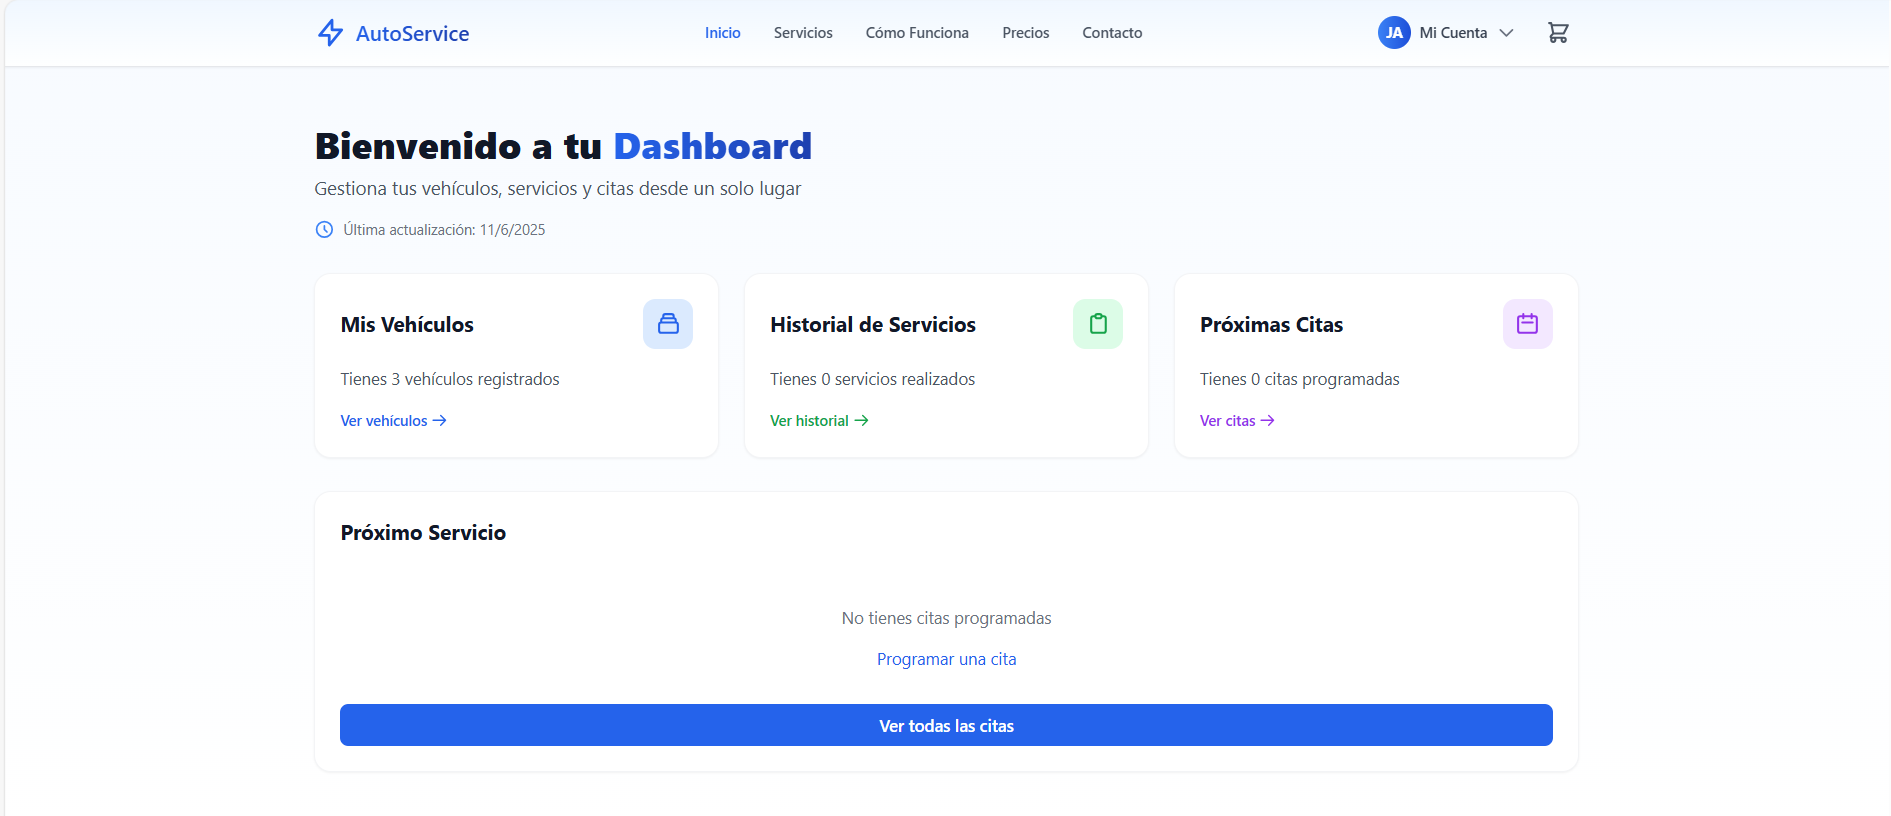 AutoService
Inicio
Servicios
Cómo Funciona
Precios
Contacto
JA
Mi Cuenta
Bienvenido a tu Dashboard
Gestiona tus vehículos, servicios y citas desde un solo lugar
Última actualización: 11/6/2025
Mis Vehículos
Tienes 3 vehículos registrados
Ver vehículos →
Historial de Servicios
Tienes 0 servicios realizados
Ver historial →
Próximas Citas
Tienes 0 citas programadas
Ver citas →
Próximo Servicio
No tienes citas programadas
Programar una cita
Ver todas las citas